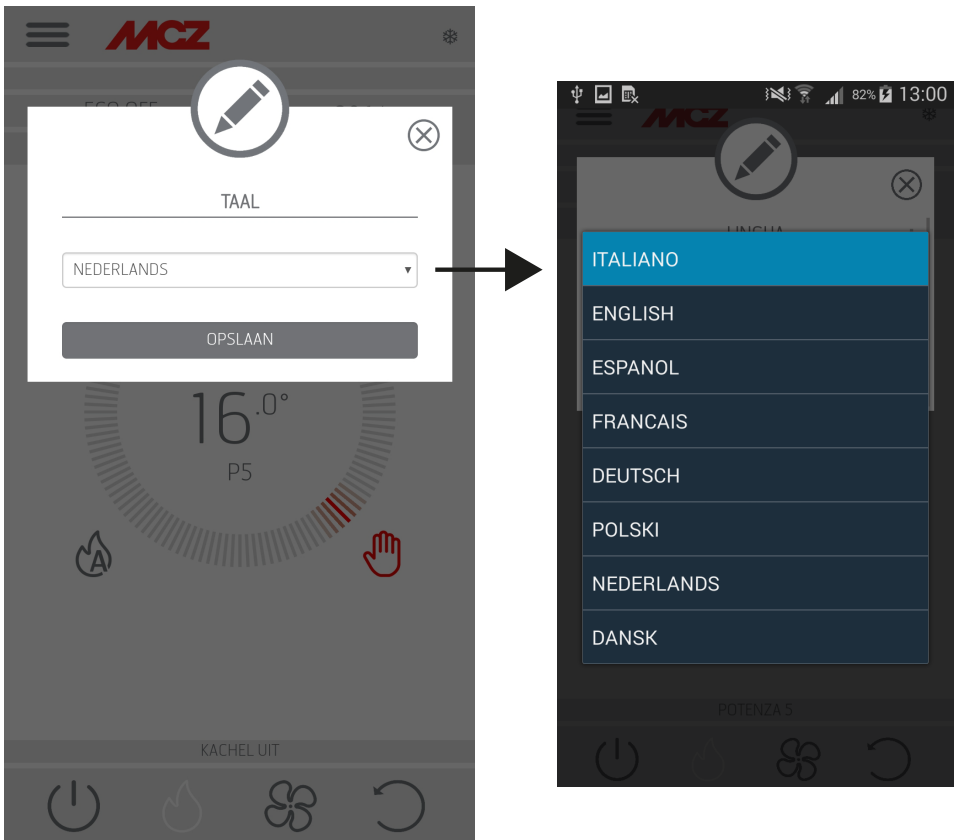 MCZ
TAAL
NEDERLANDS
OPSLAAN
16.0°
P5
A
KACHEL UIT
82% 13:00
MCZ
LINGUA
ITALIANO
ENGLISH
ESPANOL
FRANCAIS
DEUTSCH
POLSKI
NEDERLANDS
DANSK
POTENZA 5